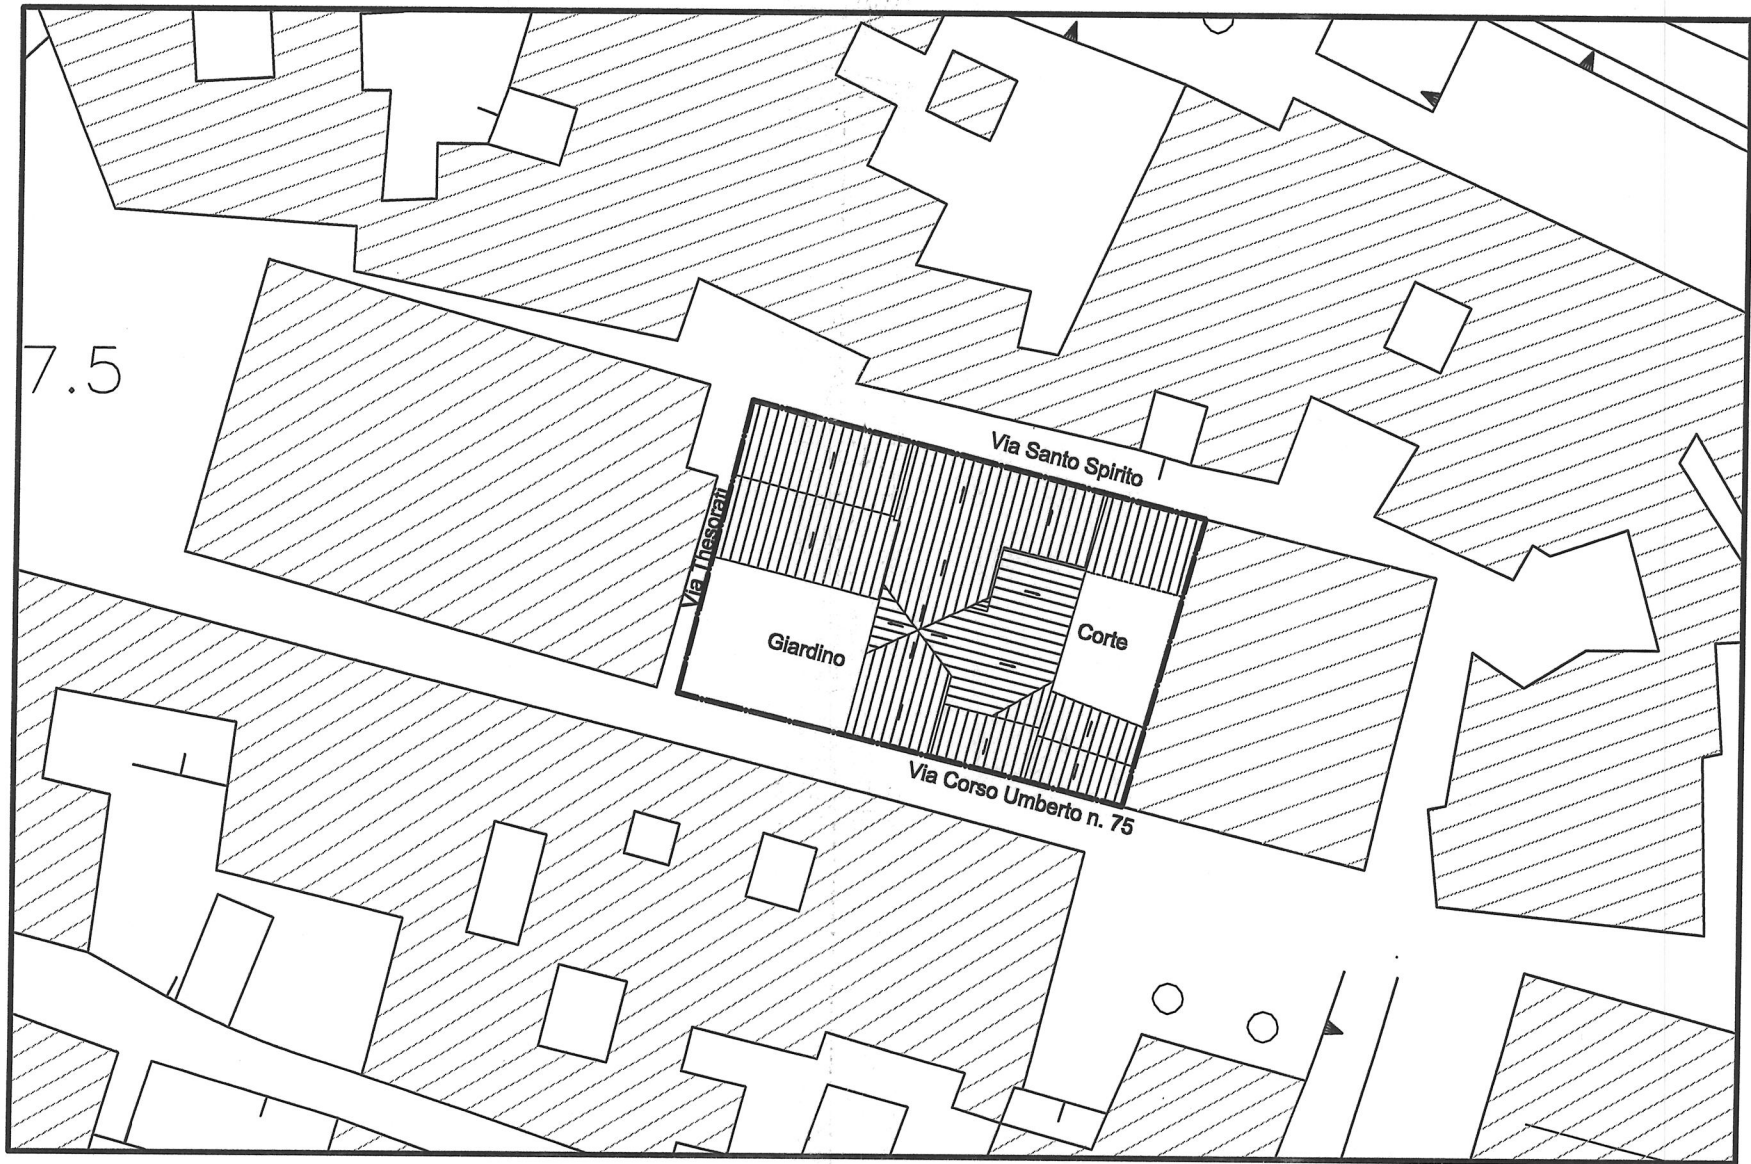 7.5
Via Santo Spirito
Via Thesorati
Giardino
Corte
Via Corso Umberto n. 75